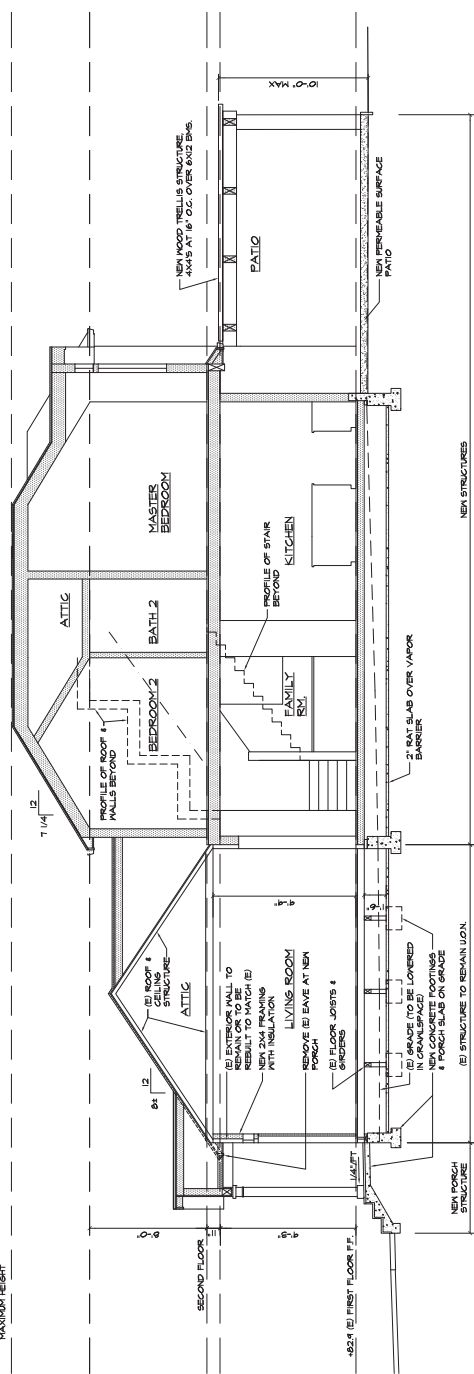 MAXIMUM HEIGHT
SECOND FLOOR
+82.9 (E) FIRST FLOOR F.F.
8'-0"
11"
9'-3"
1/4"/FT
NEW PORCH
STRUCTURE
12
8±
(E) ROOF &
CEILING
STRUCTURE
ATTIC
(E) EXTERIOR WALL TO
REMAIN OR TO BE
REBUILT TO MATCH (E)
NEW 2X4 FRAMING
WITH INSULATION
LIVING ROOM
REMOVE (E) EAVE AT NEW
PORCH
(E) FLOOR JOISTS &
GIRDERS
9'-9"
1'-6"
(E) GRADE (TO BE LOWERED
IN CRAWLSPACE)
NEW CONCRETE FOOTINGS
& PORCH SLAB ON GRADE
(E) STRUCTURE TO REMAIN U.O.N.
12
7 1/4
PROFILE OF ROOF &
WALLS BEYOND
ATTIC
BEDROOM 2
BATH 2
MASTER
BEDROOM
FAMILY
RM.
PROFILE OF STAIR
BEYOND
KITCHEN
2" RAT SLAB OVER VAPOR
BARRIER
NEW WOOD TRELLIS STRUCTURE,
4X4'S AT 16" O.C. OVER 6X12 BMS.
PATIO
10'-0" MAX
NEW PERMEABLE SURFACE
PATIO
NEW STRUCTURES